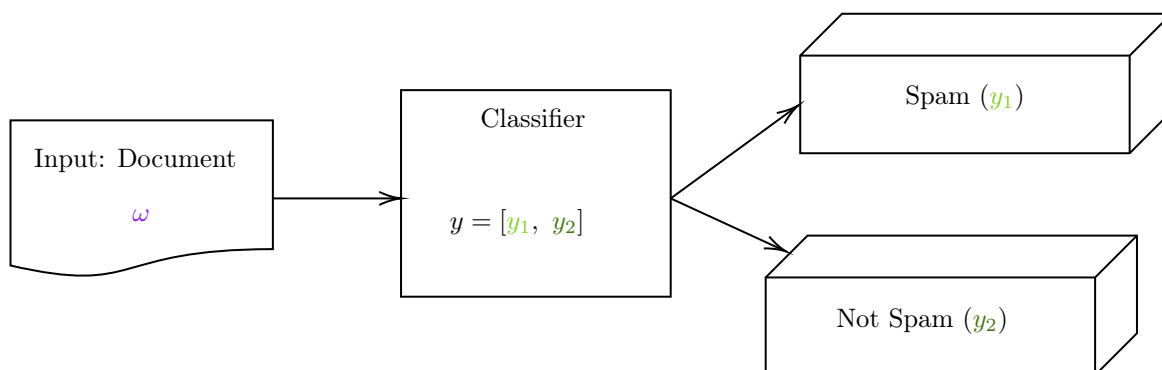 Input: Document
ω
Classifier
y = [y₁, y₂]
Spam (y₁)
Not Spam (y₂)